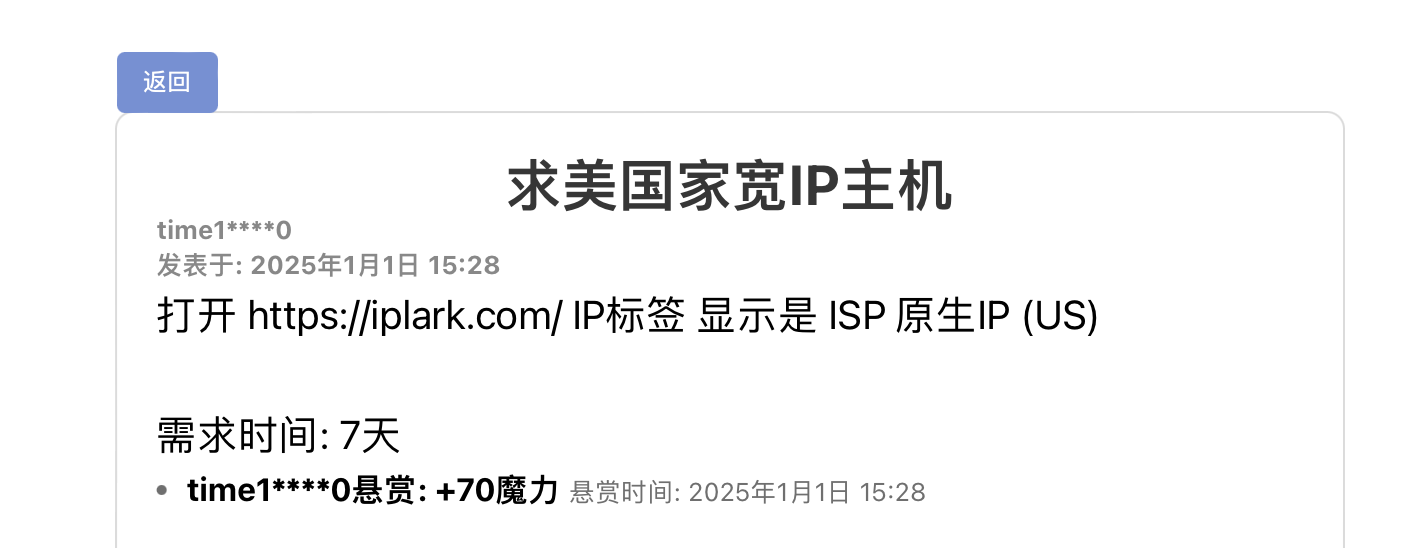 返回
求美国家宽IP主机
time1****0
发表于: 2025年1月1日 15:28
打开 https://iplark.com/ IP标签 显示是 ISP 原生IP (US)
需求时间: 7天
• time1****0悬赏: +70魔力 悬赏时间: 2025年1月1日 15:28